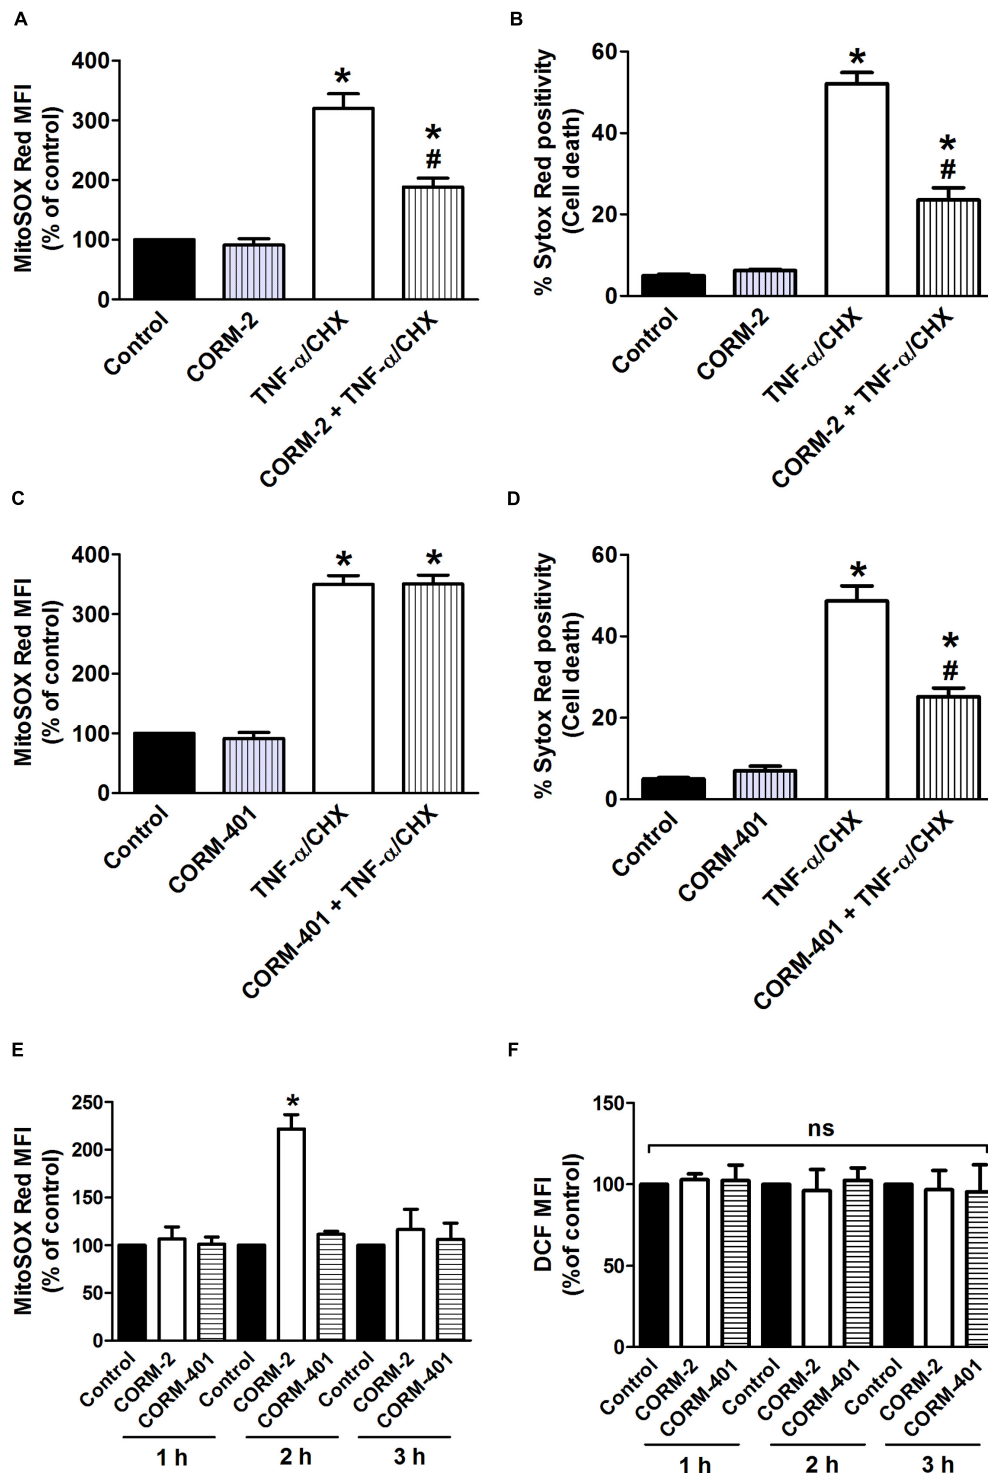 A
MitoSOX Red MFI
(% of control)
400
300
200
100
0
*
*
#
Control
CORM-2
TNF-α/CHX
CORM-2 + TNF-α/CHX
B
% Sytox Red positivity
(Cell death)
60
40
20
0
*
*
#
Control
CORM-2
TNF-α/CHX
CORM-2 + TNF-α/CHX
C
MitoSOX Red MFI
(% of control)
400
300
200
100
0
*
*
Control
CORM-401
TNF-α/CHX
CORM-401 + TNF-α/CHX
D
% Sytox Red positivity
(Cell death)
60
40
20
0
*
*
#
Control
CORM-401
TNF-α/CHX
CORM-401 + TNF-α/CHX
E
MitoSOX Red MFI
(% of control)
250
200
150
100
50
0
*
Control
CORM-2
CORM-401
Control
CORM-2
CORM-401
Control
CORM-2
CORM-401
1 h
2 h
3 h
F
DCF MFI
(%of control)
150
100
50
0
ns
Control
CORM-2
CORM-401
Control
CORM-2
CORM-401
Control
CORM-2
CORM-401
1 h
2 h
3 h